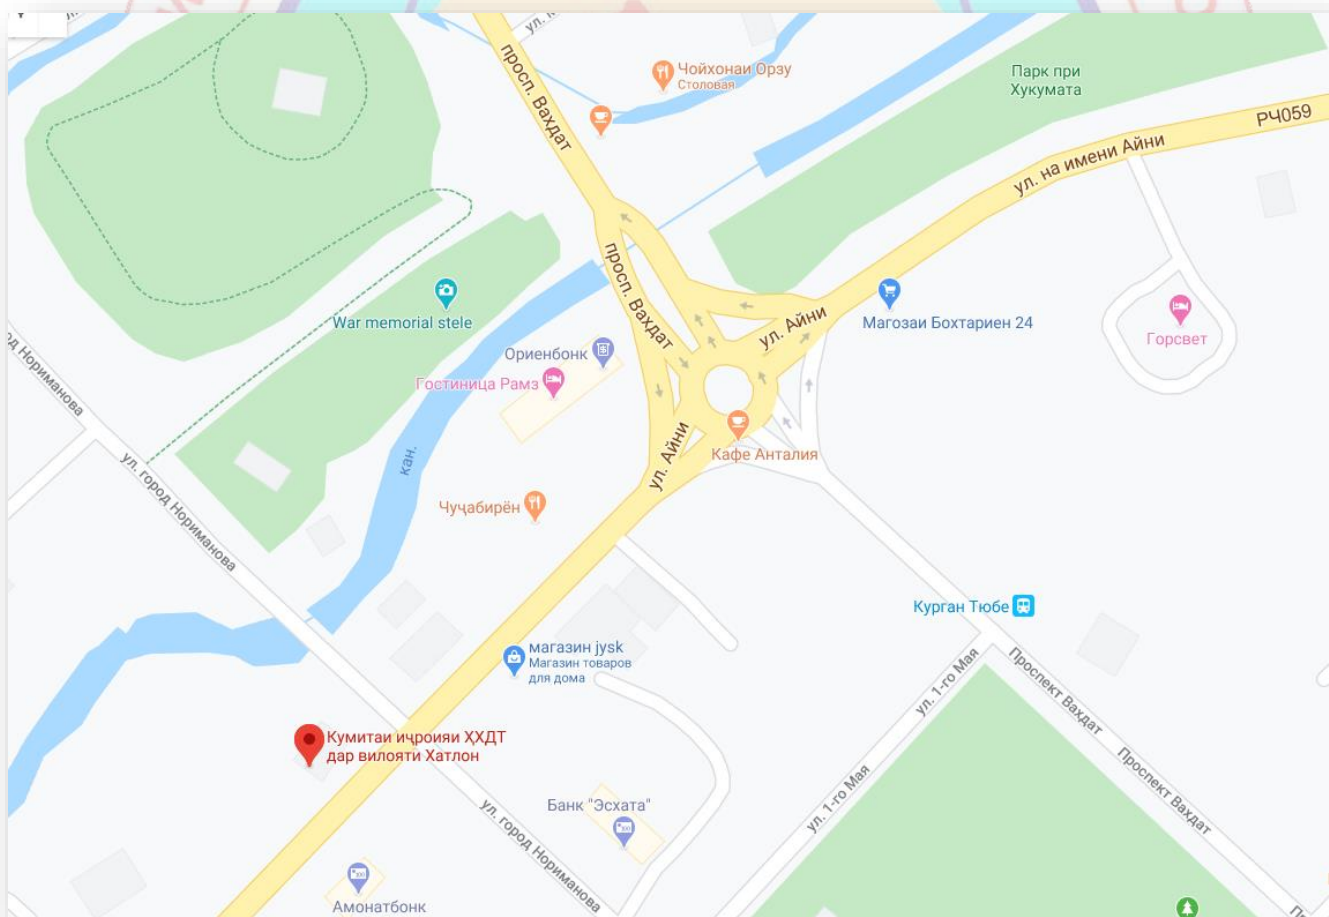 просп. Вахдат
Чойхонаи Орзу
Столовая
Парк при
Хукумата
РЧ059
ул. на имени Айни
просп. Вахдат
War memorial stele
ул. Айни
Магозаи Бохтариен 24
Горсвет
Ориенбонк
Гостиница Рамз
Нориманова
кан.
ул. Айни
Кафе Анталия
ул. город Нориманова
Чуҷабирён
Курган Тюбе
магазин jysk
Магазин товаров
для дома
ул. 1-го Мая
Проспект Вахдат
Кумитаи иҷроияи ҲХДТ
дар вилояти Хатлон
ул. 1-го Мая
Проспект Вахдат
Банк "Эсхата"
ул. город Нориманова
Амонатбонк